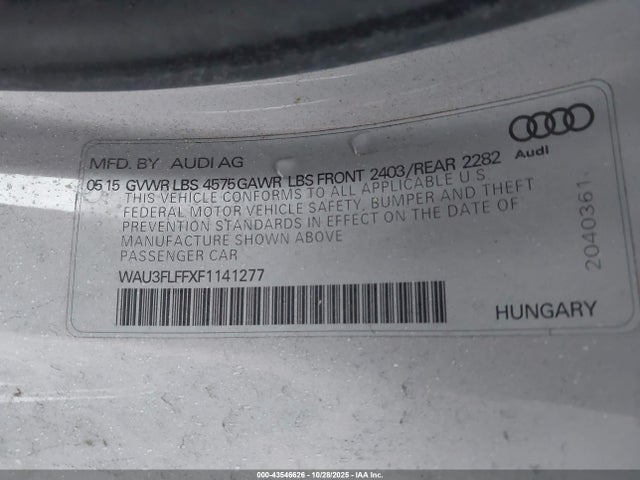 MFD. BY AUDI AG
05 15 GVWR LBS 4575 GAWR LBS FRONT 2403/REAR 2282
THIS VEHICLE CONFORMS TO ALL APPLICABLE U S
FEDERAL MOTOR VEHICLE SAFETY, BUMPER AND THEFT
PREVENTION STANDARDS IN EFFECT ON THE DATE OF
MANUFACTURE SHOWN ABOVE
PASSENGER CAR
WAU3FLFFXF1141277
Audi
2040361
HUNGARY
000-43546626 - 10/28/2025 - IAAI.COM